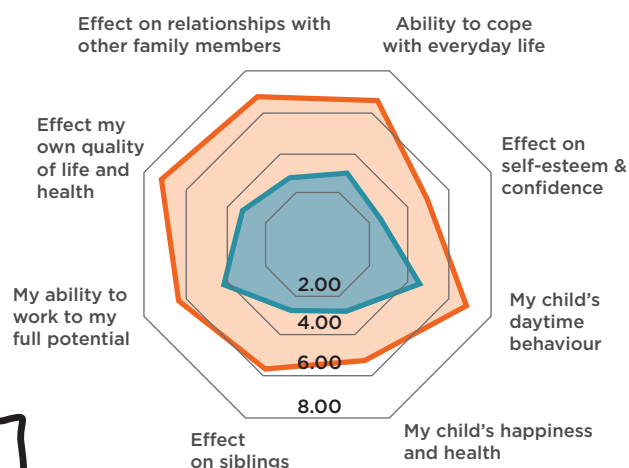 Effect on relationships with
other family members
Ability to cope
with everyday life
Effect my
own quality
of life and
health
Effect on
self-esteem &
confidence
2.00
My ability to
work to my
full potential
My child's
daytime
behaviour
4.00
6.00
8.00
Effect
on siblings
My child's happiness
and health